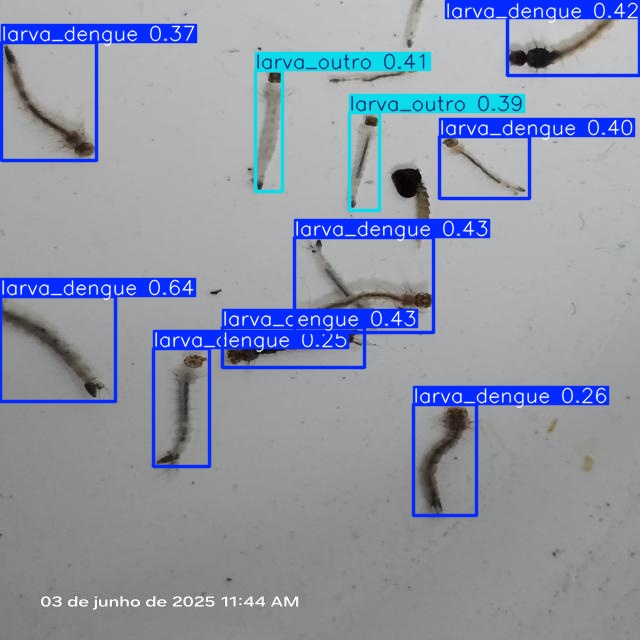 larva_dengue 0.42
larva_dengue 0.37
larva_outro 0.41
larva_outro 0.39
larva_dengue 0.40
larva_dengue 0.43
larva_dengue 0.64
larva_dengue 0.43
larva_dengue 0.25
larva_dengue 0.26
03 de junho de 2025 11:44 AM